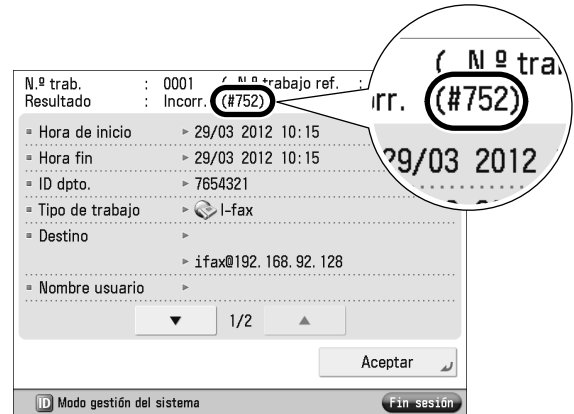 N.º trab. : 0001 ( N.º trabajo ref. :
Resultado : Incorr. (#752)
Hora de inicio 29/03 2012 10:15
Hora fin 29/03 2012 10:15
ID dpto. 7654321
Tipo de trabajo I-fax
Destino
ifax@192.168.92.128
Nombre usuario
1/2
Aceptar
ID Modo gestión del sistema
Fin sesión
( N.º tra
rr. (#752)
29/03 2012